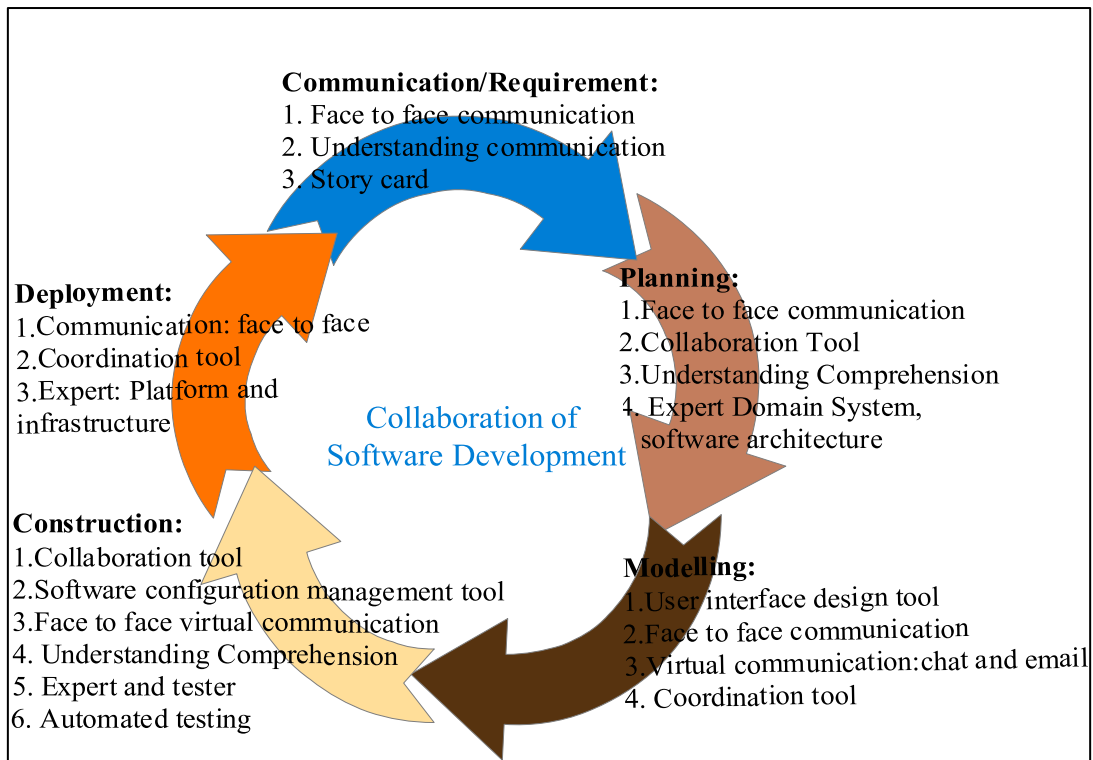 Communication/Requirement:
1. Face to face communication
2. Understanding communication
3. Story card
Planning:
1.Face to face communication
2.Collaboration Tool
3.Understanding Comprehension
4. Expert Domain System,
software architecture
Modelling:
1.User interface design tool
2.Face to face communication
3.Virtual communication:chat and email
4. Coordination tool
Construction:
1.Collaboration tool
2.Software configuration management tool
3.Face to face virtual communication
4. Understanding Comprehension
5. Expert and tester
6. Automated testing
Deployment:
1.Communication: face to face
2.Coordination tool
3.Expert: Platform and
infrastructure
Collaboration of
Software Development